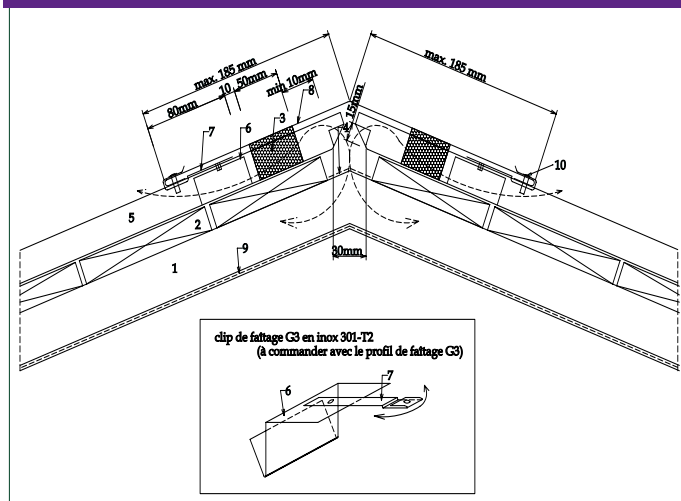 max. 185 mm
max. 185 mm
80mm
10
50mm
min 10mm
15mm
8
3
7
6
4
10
5
2
1
9
30mm
clip de faîtage G3 en inox 301-T2
(à commander avec le profil de faîtage G3)
6
7